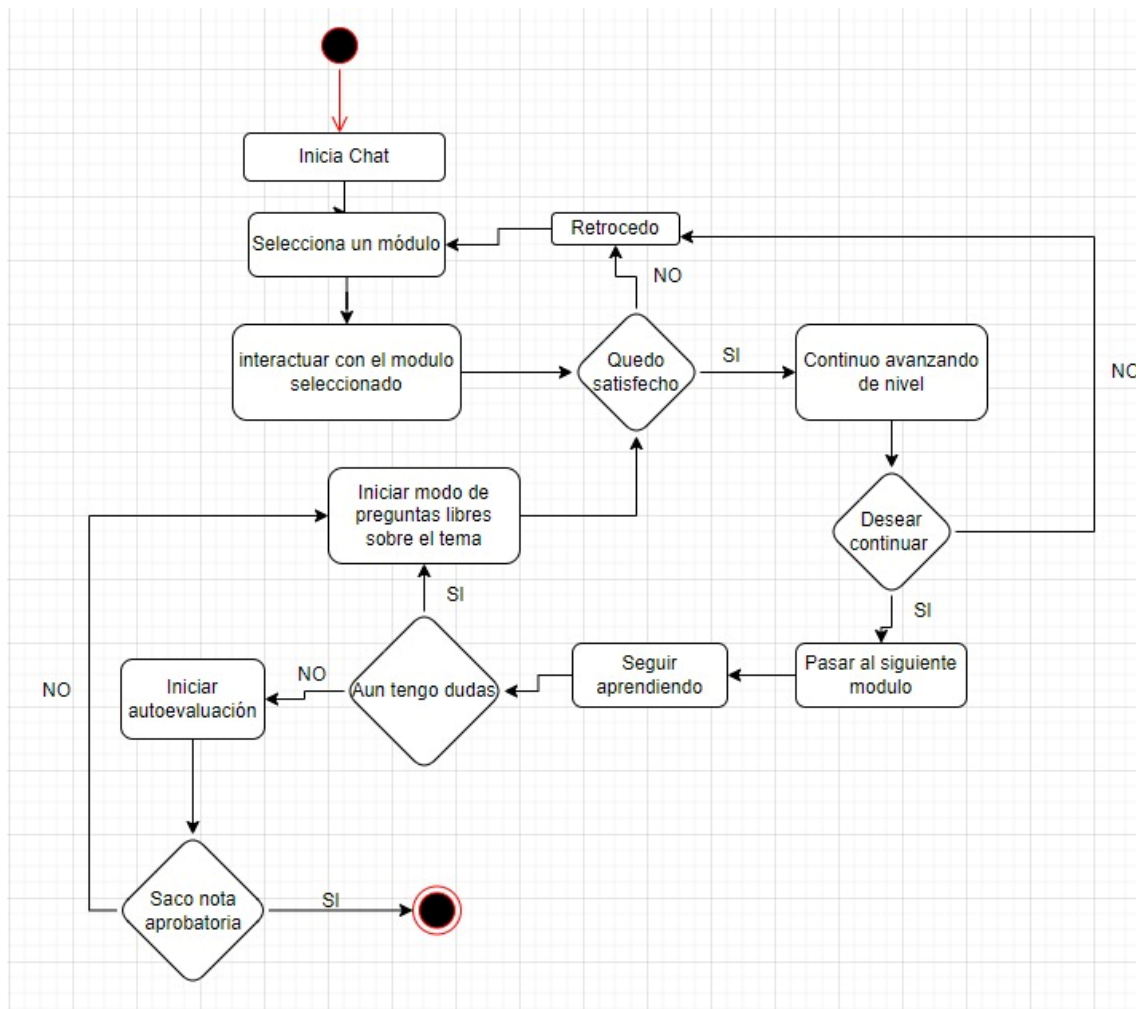 Inicia Chat
Selecciona un módulo
Retrocedo
NO
interactuar con el modulo
seleccionado
Quedo
satisfecho
SI
Continuo avanzando
de nivel
NO
Iniciar modo de
preguntas libres
sobre el tema
Desear
continuar
SI
SI
Iniciar
autoevaluación
NO
Aun tengo dudas
Seguir
aprendiendo
Pasar al siguiente
modulo
NO
Saco nota
aprobatoria
SI